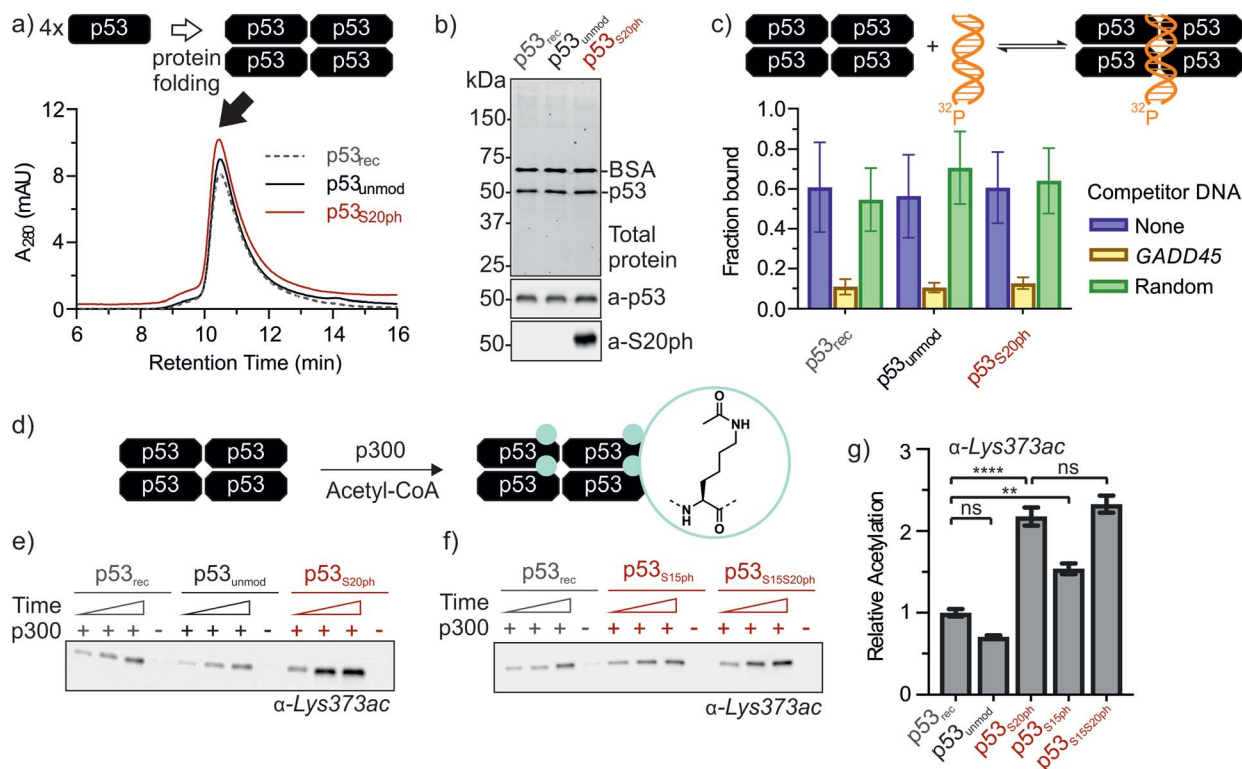 a)
4x p53
protein
folding
p53 p53
p53 p53
A280 (mAU)
12
8
4
0
6 8 10 12 14 16
Retention Time (min)
p53rec
p53unmod
p53S20ph
b)
p53rec
p53unmod
p53S20ph
kDa
150
75
50
37
25
BSA
p53
Total
protein
50 a-p53
50 a-S20ph
c)
p53 p53
p53 p53
+
32P
p53 p53
p53 p53
32P
Fraction bound
1.0
0.8
0.6
0.4
0.2
0.0
p53rec
p53unmod
p53S20ph
Competitor DNA
None
GADD45
Random
d)
p53 p53
p53 p53
p300
Acetyl-CoA
p53 p53
p53 p53
O
NH
N
H
O
e)
p53rec p53unmod p53S20ph
Time
p300 + + + - + + + - + + + -
α-Lys373ac
f)
p53rec p53S15ph p53S15S20ph
Time
p300 + + + - + + + - + + + -
α-Lys373ac
g)
α-Lys373ac
**** ns
**
ns
Relative Acetylation
3
2
1
0
p53rec
p53unmod
p53S20ph
p53S15ph
p53S15S20ph